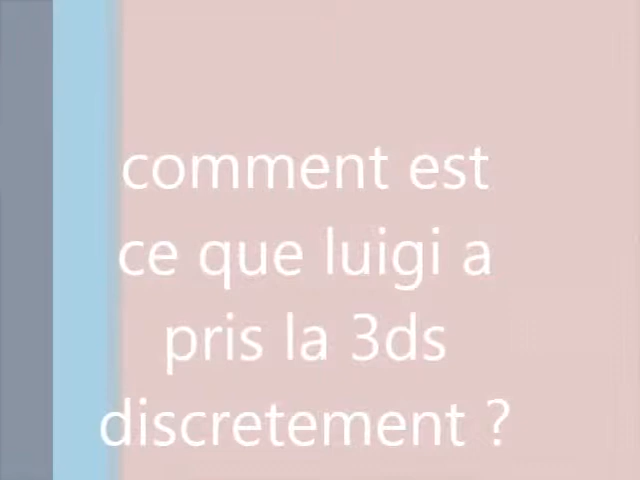 comment est
ce que luigi a
pris la 3ds
discretement ?